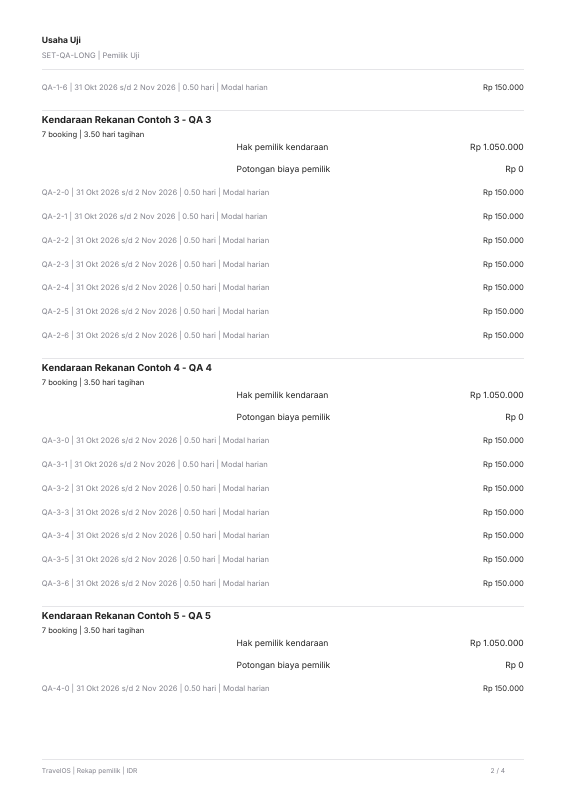 Usaha Uji
SET-QA-LONG | Pemilik Uji
QA-1-6 | 31 Okt 2026 s/d 2 Nov 2026 | 0.50 hari | Modal harian Rp 150.000
Kendaraan Rekanan Contoh 3 - QA 3
7 booking | 3.50 hari tagihan
Hak pemilik kendaraan Rp 1.050.000
Potongan biaya pemilik Rp 0
QA-2-0 | 31 Okt 2026 s/d 2 Nov 2026 | 0.50 hari | Modal harian Rp 150.000
QA-2-1 | 31 Okt 2026 s/d 2 Nov 2026 | 0.50 hari | Modal harian Rp 150.000
QA-2-2 | 31 Okt 2026 s/d 2 Nov 2026 | 0.50 hari | Modal harian Rp 150.000
QA-2-3 | 31 Okt 2026 s/d 2 Nov 2026 | 0.50 hari | Modal harian Rp 150.000
QA-2-4 | 31 Okt 2026 s/d 2 Nov 2026 | 0.50 hari | Modal harian Rp 150.000
QA-2-5 | 31 Okt 2026 s/d 2 Nov 2026 | 0.50 hari | Modal harian Rp 150.000
QA-2-6 | 31 Okt 2026 s/d 2 Nov 2026 | 0.50 hari | Modal harian Rp 150.000
Kendaraan Rekanan Contoh 4 - QA 4
7 booking | 3.50 hari tagihan
Hak pemilik kendaraan Rp 1.050.000
Potongan biaya pemilik Rp 0
QA-3-0 | 31 Okt 2026 s/d 2 Nov 2026 | 0.50 hari | Modal harian Rp 150.000
QA-3-1 | 31 Okt 2026 s/d 2 Nov 2026 | 0.50 hari | Modal harian Rp 150.000
QA-3-2 | 31 Okt 2026 s/d 2 Nov 2026 | 0.50 hari | Modal harian Rp 150.000
QA-3-3 | 31 Okt 2026 s/d 2 Nov 2026 | 0.50 hari | Modal harian Rp 150.000
QA-3-4 | 31 Okt 2026 s/d 2 Nov 2026 | 0.50 hari | Modal harian Rp 150.000
QA-3-5 | 31 Okt 2026 s/d 2 Nov 2026 | 0.50 hari | Modal harian Rp 150.000
QA-3-6 | 31 Okt 2026 s/d 2 Nov 2026 | 0.50 hari | Modal harian Rp 150.000
Kendaraan Rekanan Contoh 5 - QA 5
7 booking | 3.50 hari tagihan
Hak pemilik kendaraan Rp 1.050.000
Potongan biaya pemilik Rp 0
QA-4-0 | 31 Okt 2026 s/d 2 Nov 2026 | 0.50 hari | Modal harian Rp 150.000
TravelOS | Rekap pemilik | IDR 2 / 4